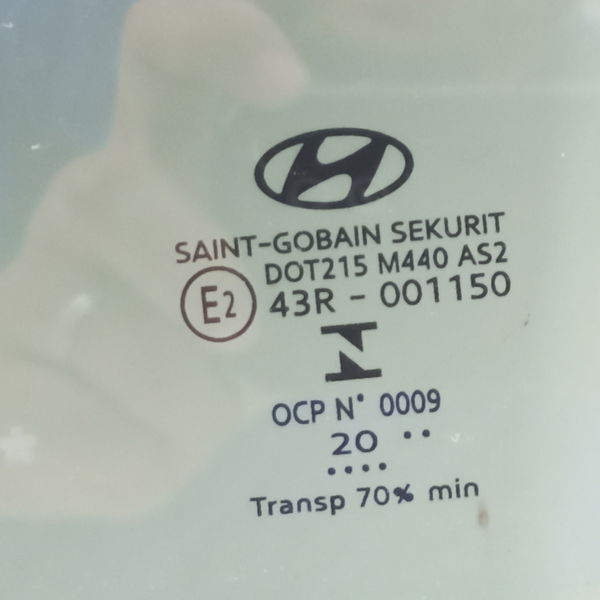 SAINT-GOBAIN SEKURIT
DOT215 M440 AS2
E2 43R - 001150
OCP N° 0009
20 ••
••••
Transp 70% min